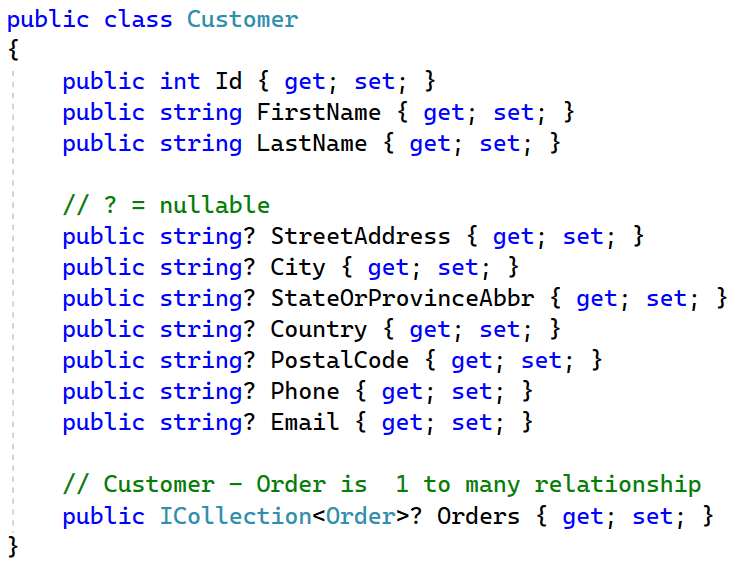 public class Customer
{
    public int Id { get; set; }
    public string FirstName { get; set; }
    public string LastName { get; set; }

    // ? = nullable
    public string? StreetAddress { get; set; }
    public string? City { get; set; }
    public string? StateOrProvinceAbbr { get; set; }
    public string? Country { get; set; }
    public string? PostalCode { get; set; }
    public string? Phone { get; set; }
    public string? Email { get; set; }

    // Customer - Order is  1 to many relationship
    public ICollection<Order>? Orders { get; set; }
}